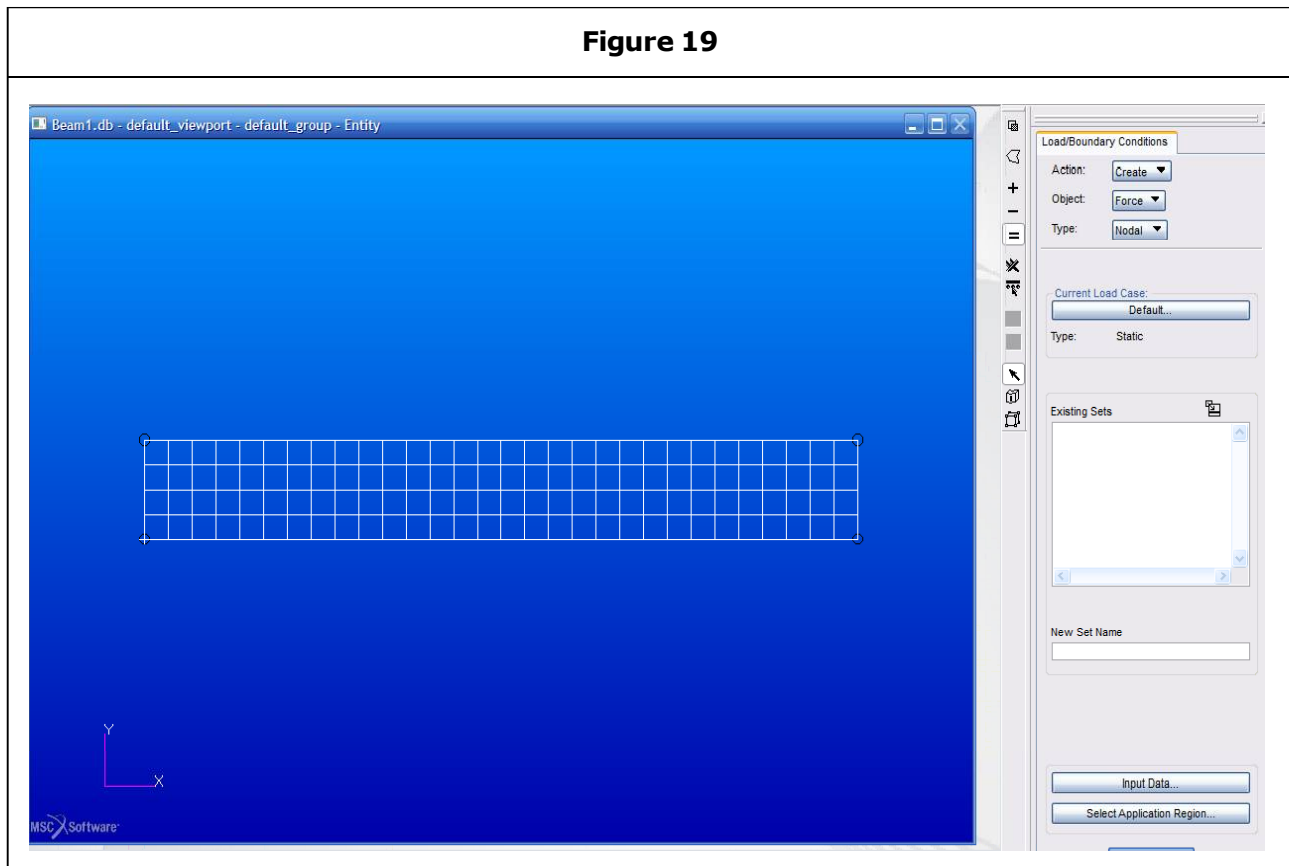 Figure 19
Beam1.db - default_viewport - default_group - Entity
Load/Boundary Conditions
Action: Create
Object: Force
Type: Nodal
Current Load Case:
Default...
Type: Static
Existing Sets
New Set Name
Y
X
Input Data...
MSC Software
Select Application Region...